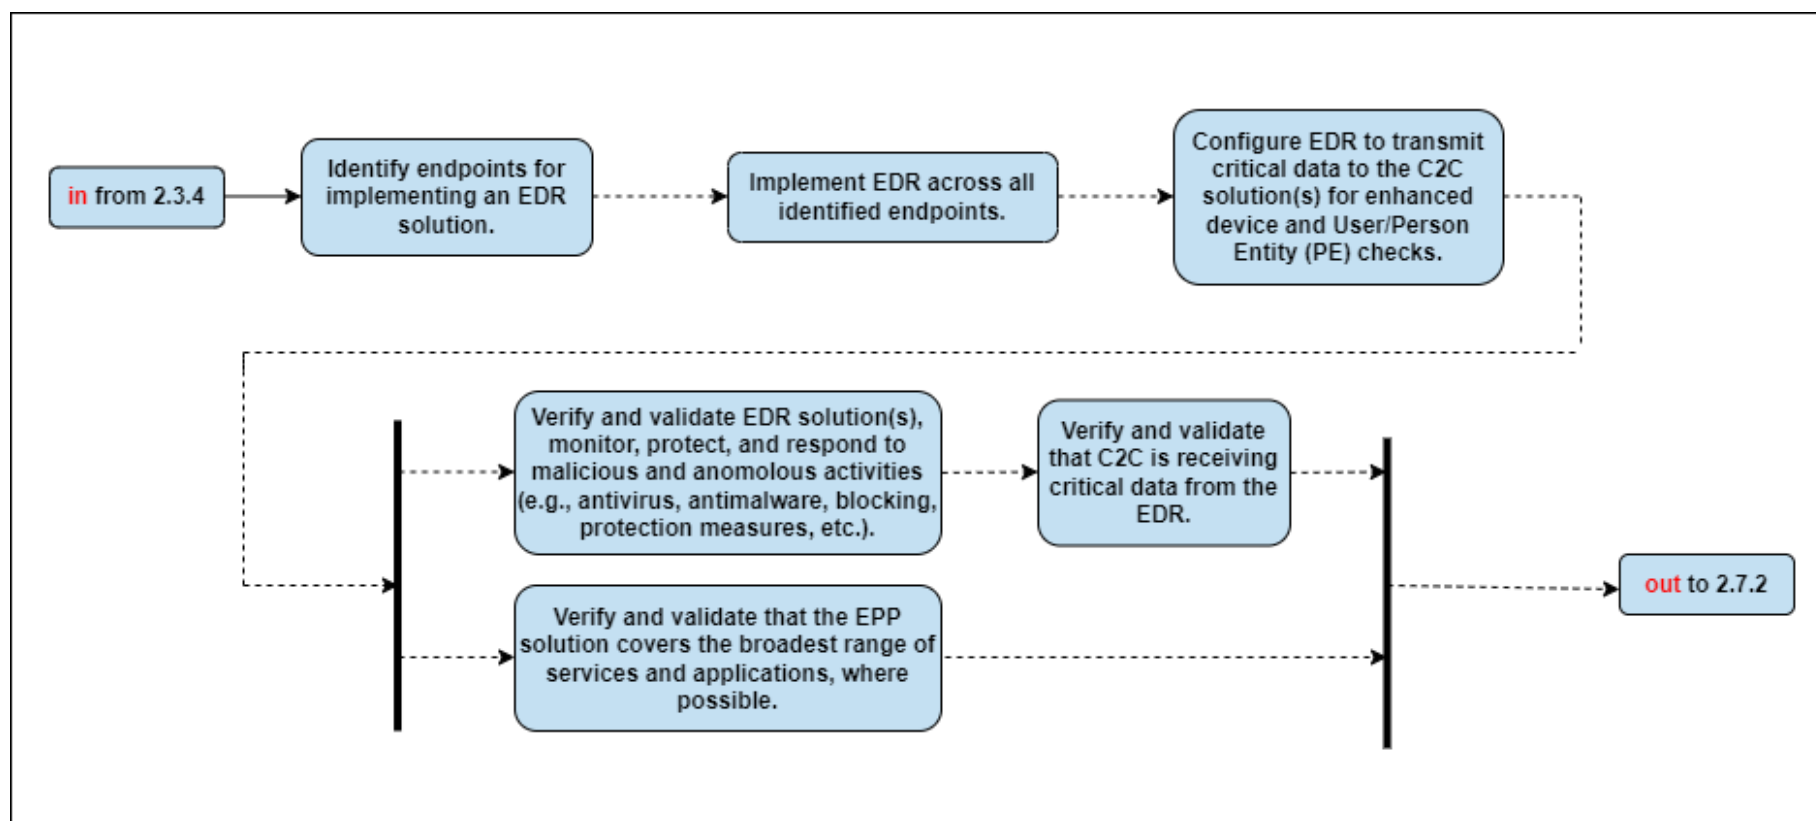 in from 2.3.4
Identify endpoints for
implementing an EDR
solution.
Implement EDR across all
identified endpoints.
Configure EDR to transmit
critical data to the C2C
solution(s) for enhanced
device and User/Person
Entity (PE) checks.
Verify and validate EDR solution(s),
monitor, protect, and respond to
malicious and anomolous activities
(e.g., antivirus, antimalware, blocking,
protection measures, etc.).
Verify and validate
that C2C is receiving
critical data from the
EDR.
Verify and validate that the EPP
solution covers the broadest range of
services and applications, where
possible.
out to 2.7.2